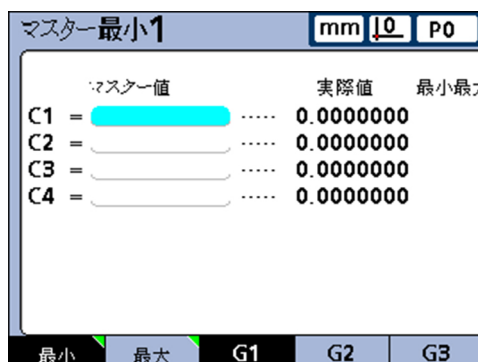 マスター最小1 mm 0 P0
マスター値 実際値 最小最
C1 = ..... 0.0000000
C2 = ..... 0.0000000
C3 = ..... 0.0000000
C4 = ..... 0.0000000
最小 最大 G1 G2 G3